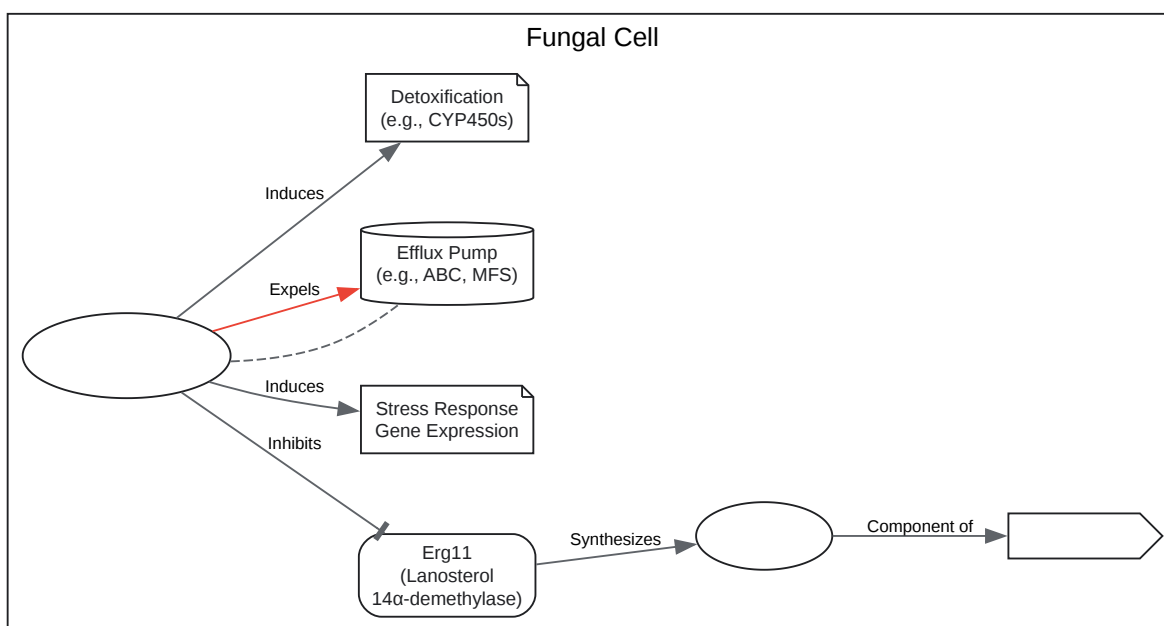 Fungal Cell
Detoxification
(e.g., CYP450s)
Induces
Efflux Pump
(e.g., ABC, MFS)
Expels
Induces
Stress Response
Gene Expression
Inhibits
Erg11
(Lanosterol
14α-demethylase)
Synthesizes
Component of